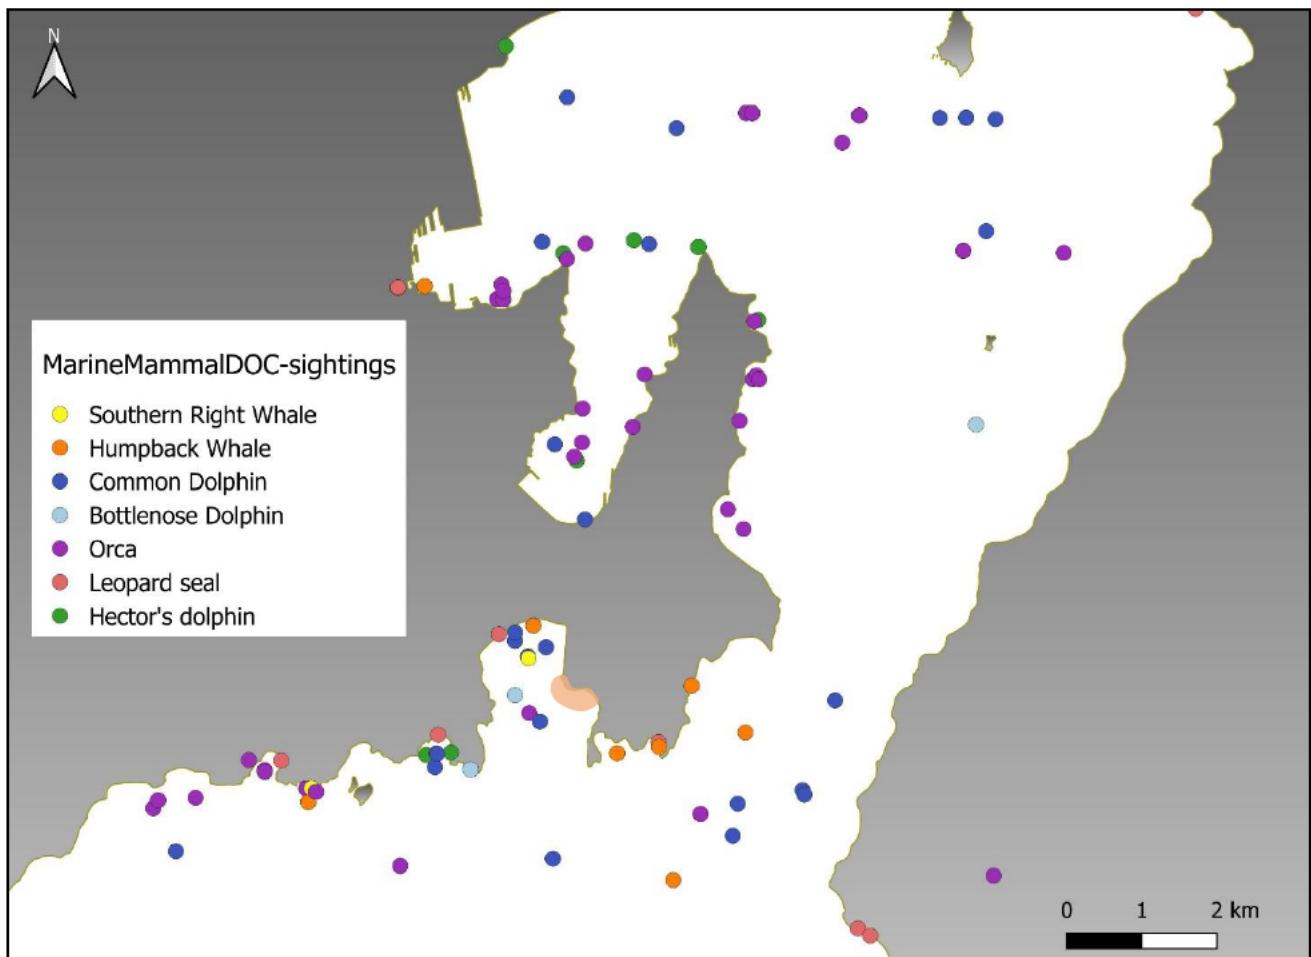 N
MarineMammalDOC-sightings
Southern Right Whale
Humpback Whale
Common Dolphin
Bottlenose Dolphin
Orca
Leopard seal
Hector's dolphin
0 1 2 km